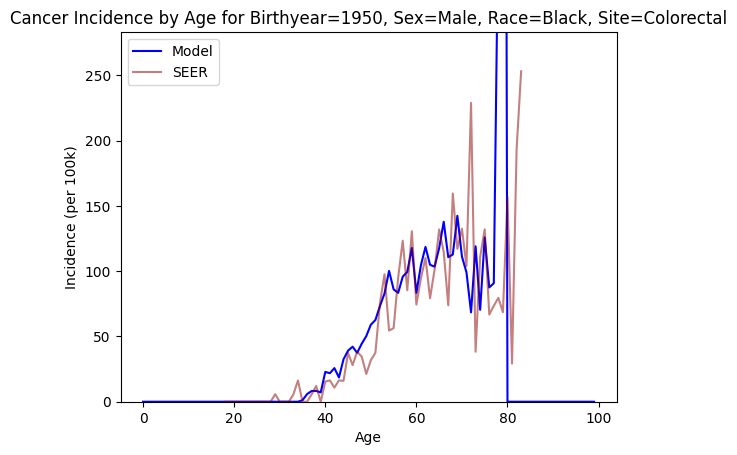 Cancer Incidence by Age for Birthyear=1950, Sex=Male, Race=Black, Site=Colorectal
Model
SEER
250
200
150
100
50
0
Incidence (per 100k)
0 20 40 60 80 100
Age